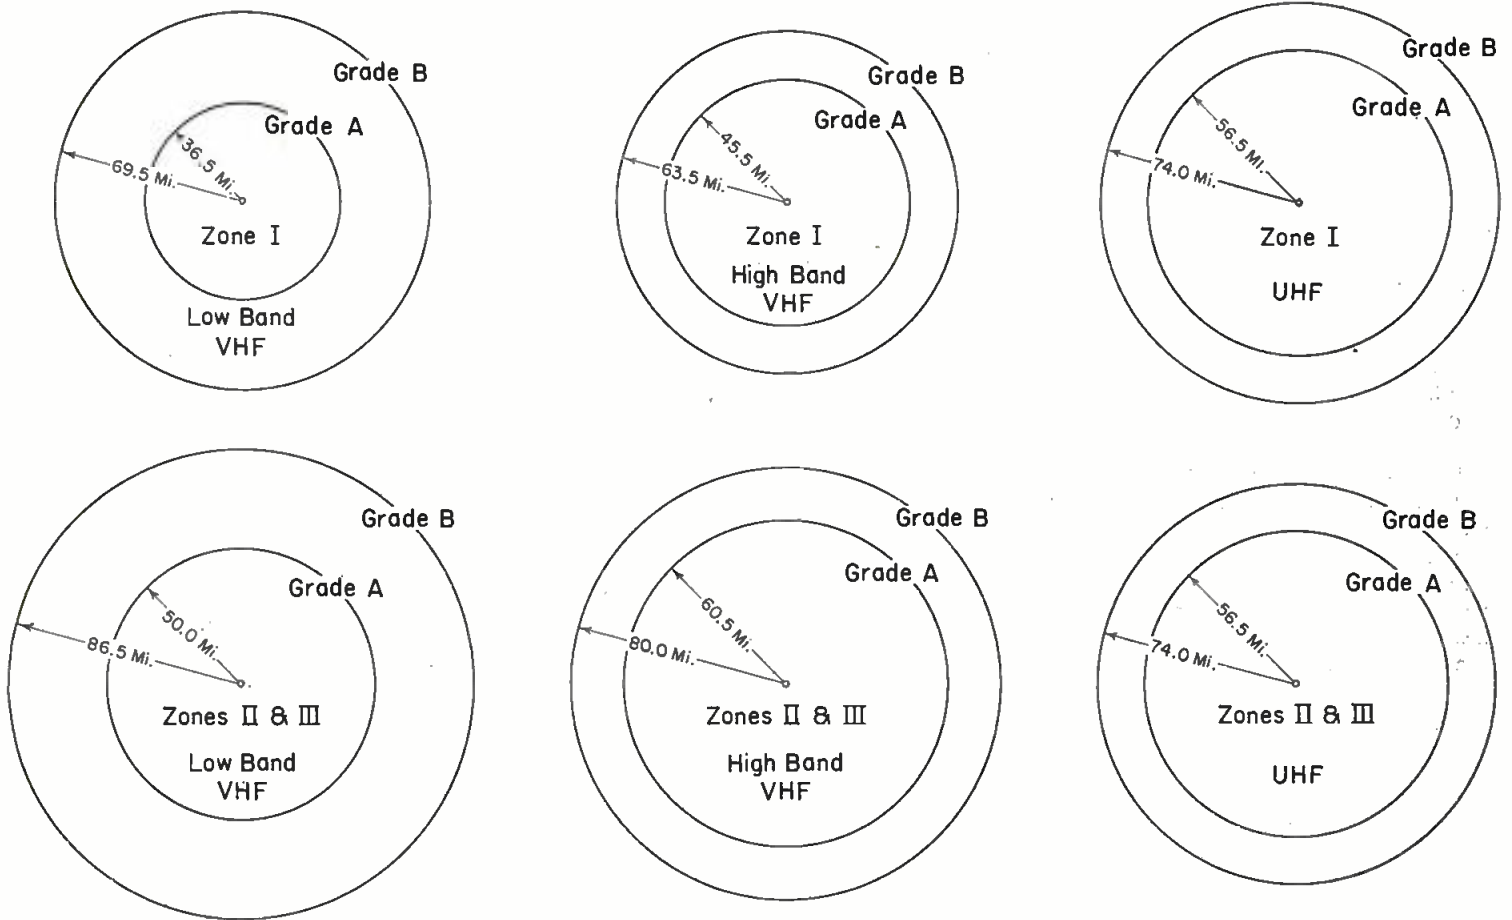 Grade B
Grade A
36.5 Mi.
69.5 Mi.
Zone I
Low Band
VHF
Grade B
Grade A
45.5 Mi.
63.5 Mi.
Zone I
High Band
VHF
Grade B
Grade A
56.5 Mi.
74.0 Mi.
Zone I
UHF
Grade B
Grade A
50.0 Mi.
86.5 Mi.
Zones II & III
Low Band
VHF
Grade B
Grade A
60.5 Mi.
80.0 Mi.
Zones II & III
High Band
VHF
Grade B
Grade A
56.5 Mi.
74.0 Mi.
Zones II & III
UHF